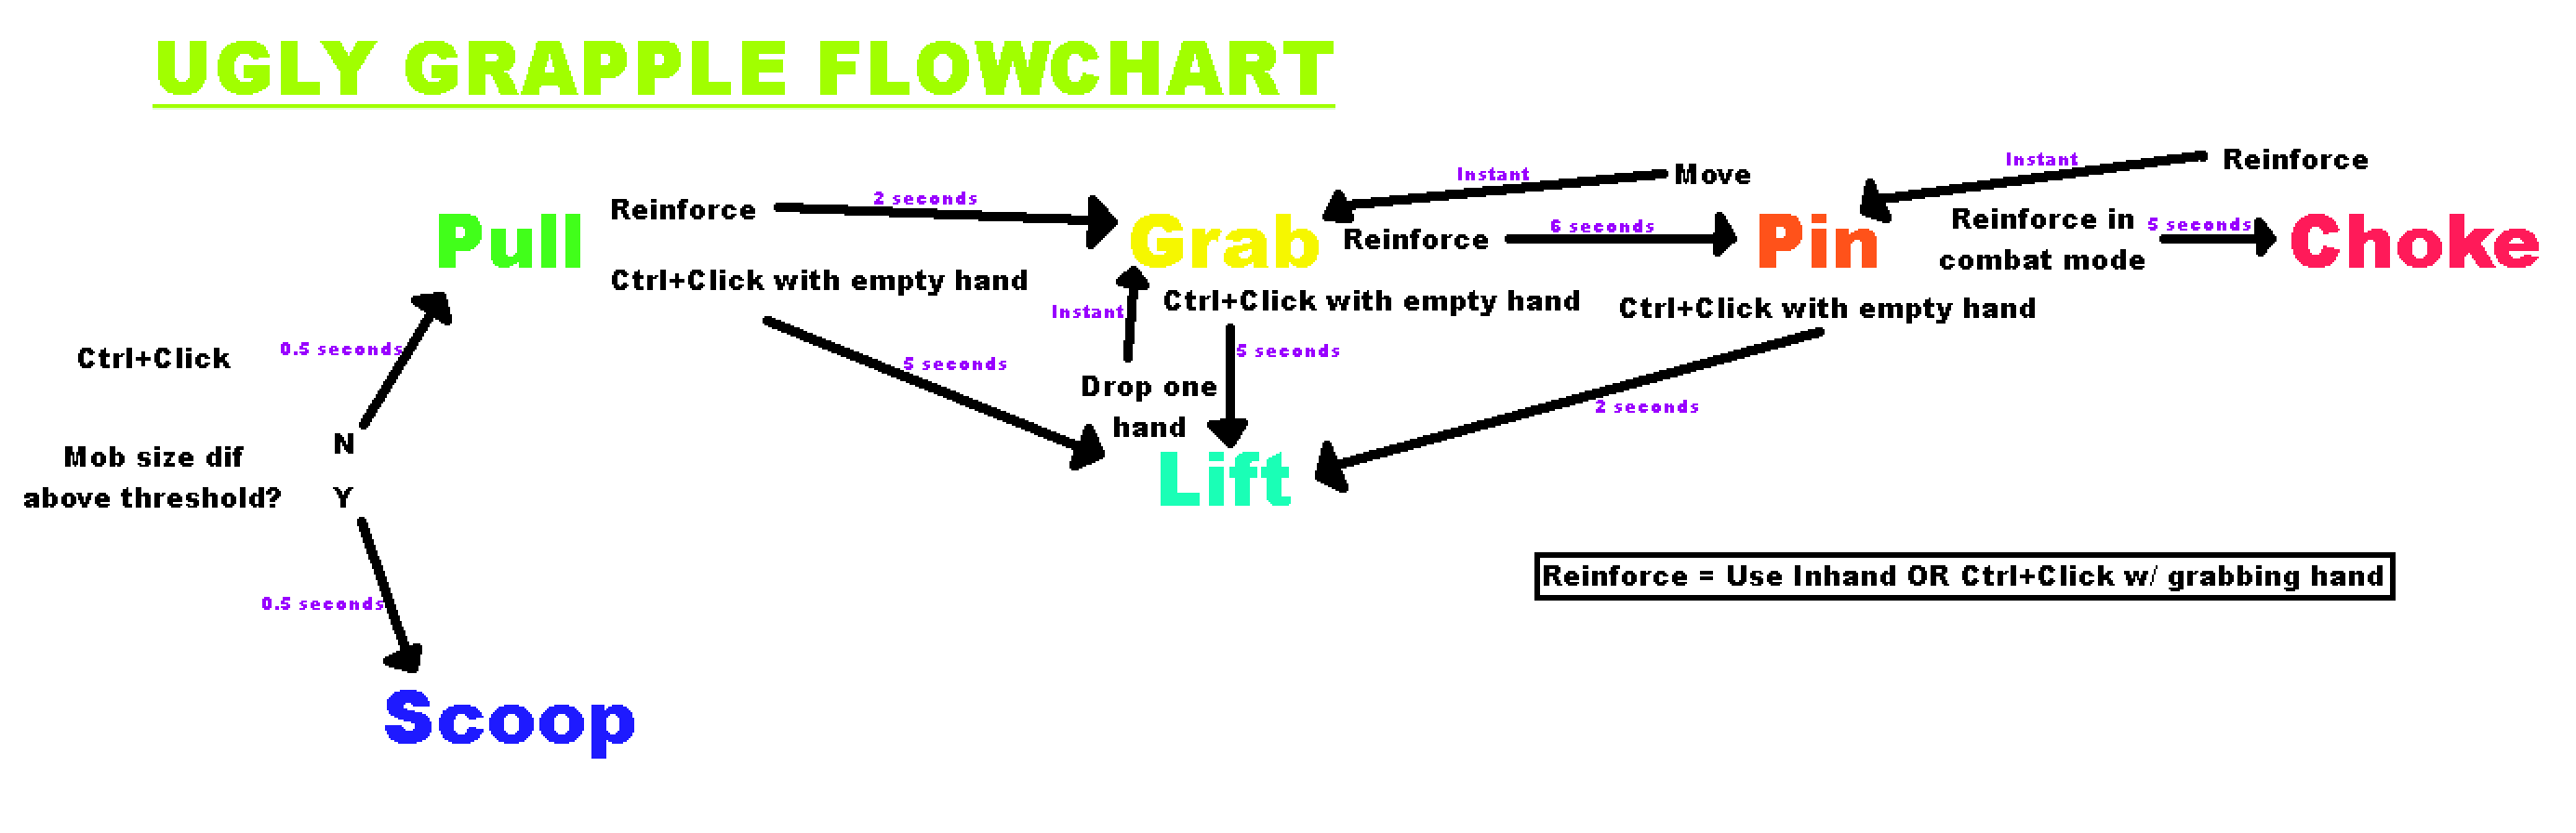 UGLY GRAPPLE FLOWCHART
Instant
Reinforce
Instant
Move
Reinforce
2 seconds
Pull
Grab
Reinforce
6 seconds
Pin
Reinforce in
combat mode
5 seconds
Choke
Ctrl+Click with empty hand
Ctrl+Click with empty hand
Ctrl+Click with empty hand
Instant
Ctrl+Click
0.5 seconds
5 seconds
Drop one
hand
5 seconds
2 seconds
Lift
Mob size dif
above threshold?
N
Y
0.5 seconds
Scoop
Reinforce = Use Inhand OR Ctrl+Click w/ grabbing hand